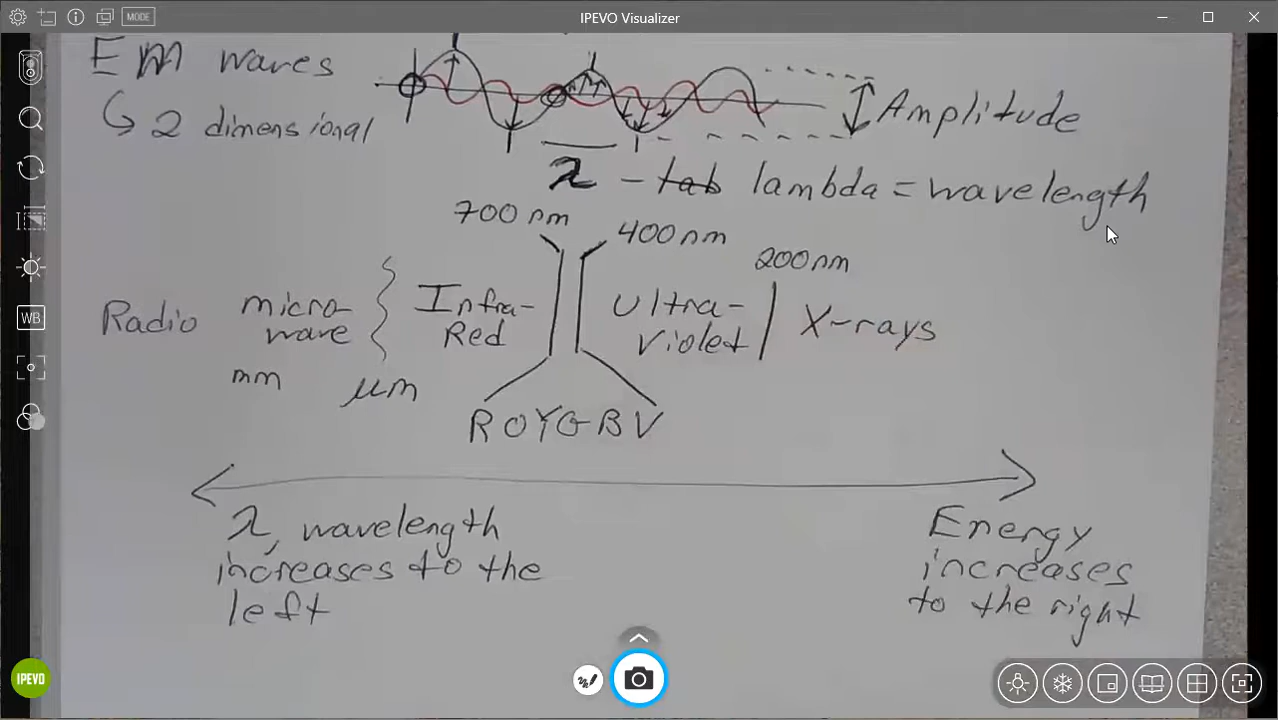 IPEVO Visualizer
MODE
EM waves
↳ 2 dimensional
Amplitude
λ - tab lambda = wavelength
700 nm
400 nm
200 nm
WB
Radio
micro-
wave
Infra-
Red
Ultra-
Violet
X-rays
mm
μm
ROYGBV
λ, wavelength
increases to the
left
Energy
increases
to the right
IPEVO